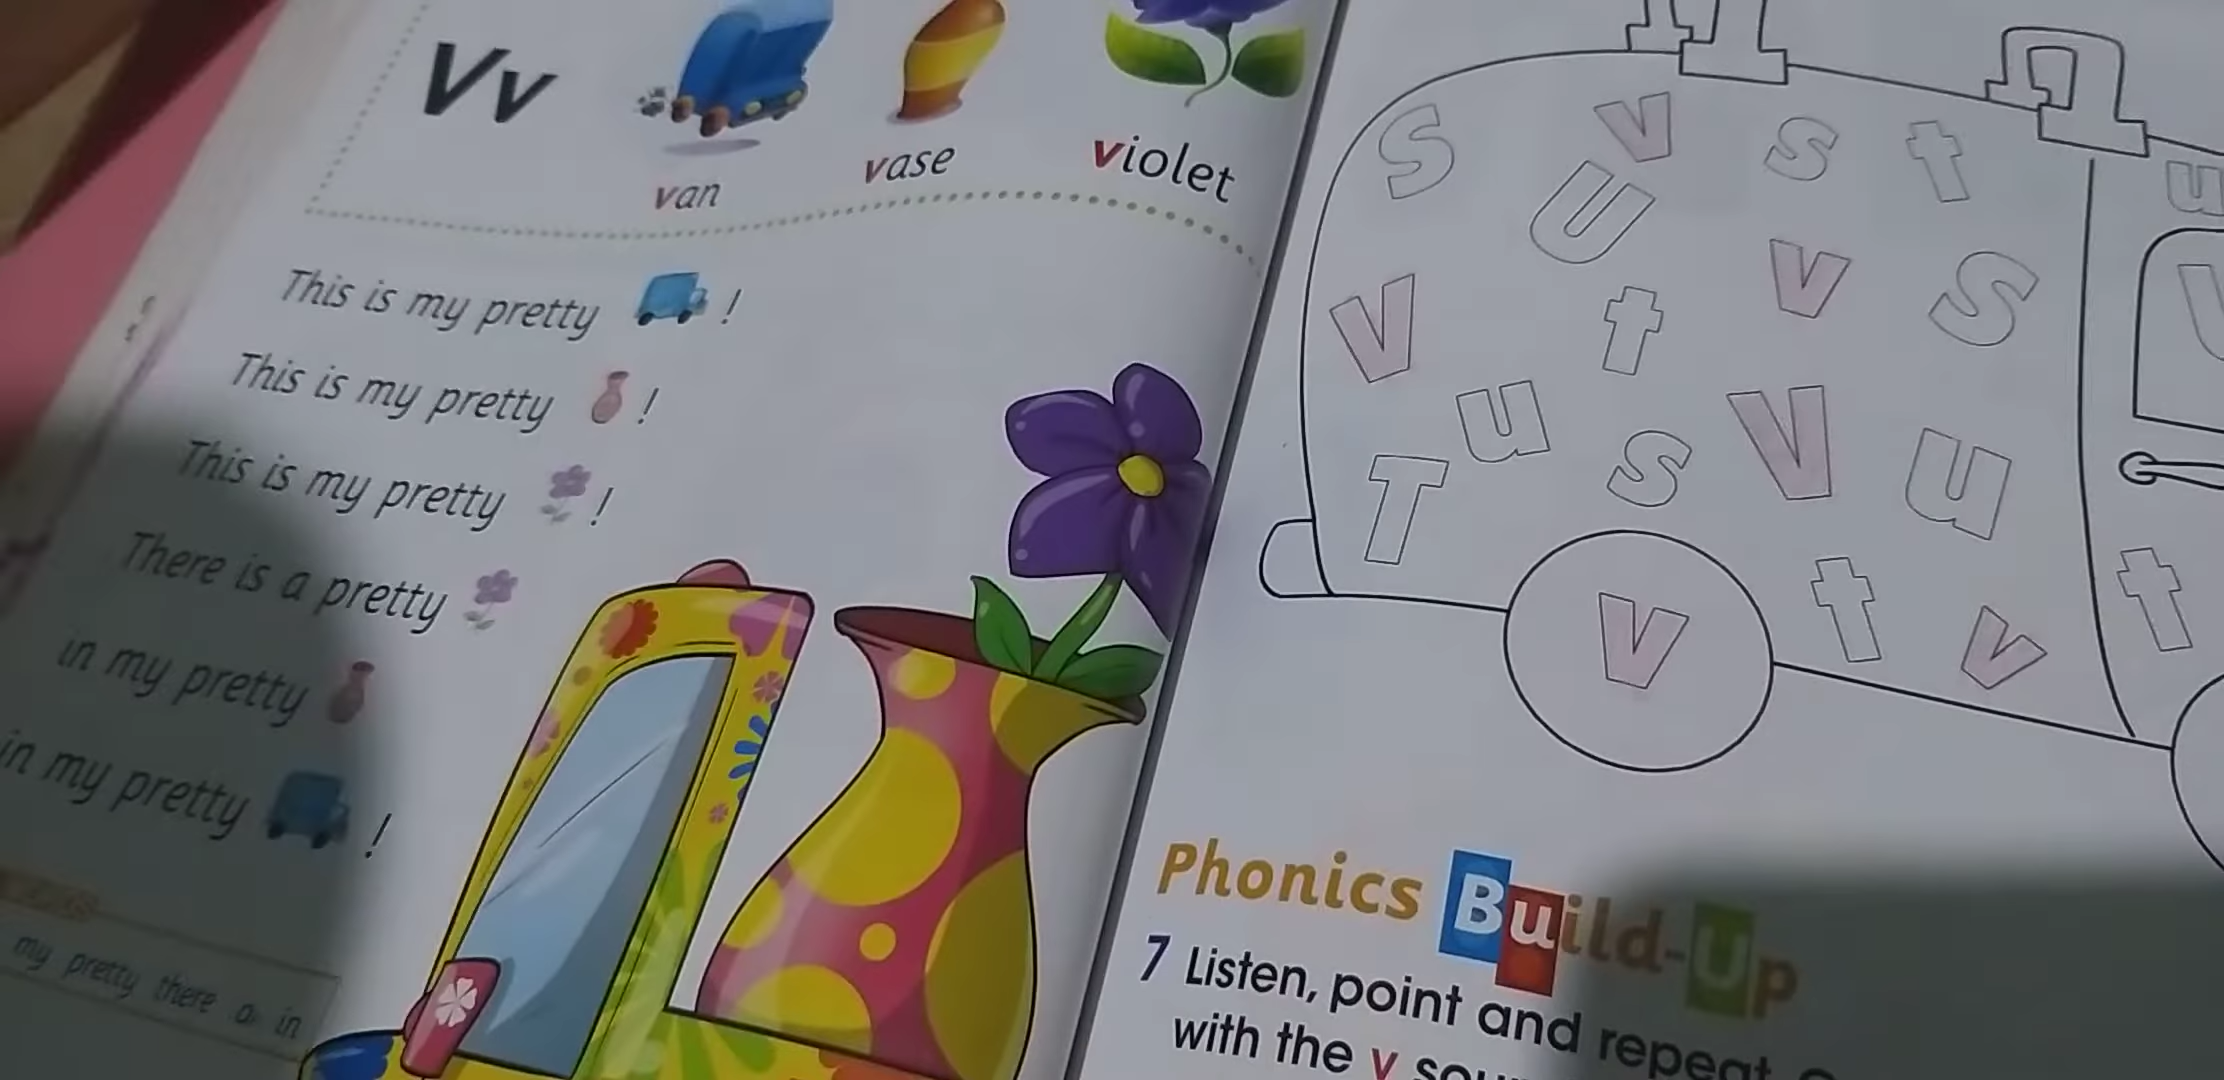 Vv
van
vase
violet
This is my pretty !
This is my pretty !
This is my pretty !
There is a pretty
in my pretty
in my pretty !
my pretty there a in
S v s t
U u
v S
V t
u V
T s u
v t v t
Phonics Build-Up
7 Listen, point and repeat.
with the v